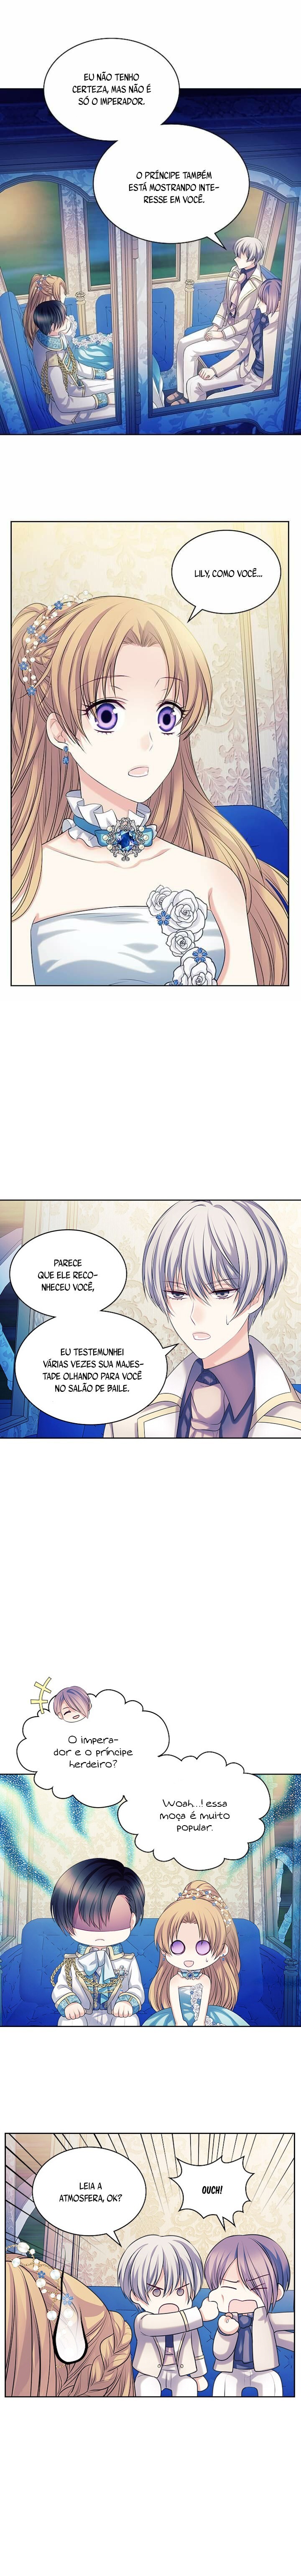 EU NÃO TENHO
CERTEZA, MAS NÃO É
SÓ O IMPERADOR.
O PRÍNCIPE TAMBÉM
ESTÁ MOSTRANDO INTE-
RESSE EM VOCÊ.
LILY, COMO VOCÊ...
PARECE
QUE ELE RECO-
NHECEU VOCÊ,
EU TESTEMUNHEI
VÁRIAS VEZES SUA MAJES-
TADE OLHANDO PARA VOCÊ
NO SALÃO DE BAILE.
O impera-
dor e o príncipe
herdeiro?
Woah...! essa
moça é muito
popular.
LEIA A
ATMOSFERA, OK?
OUCH!